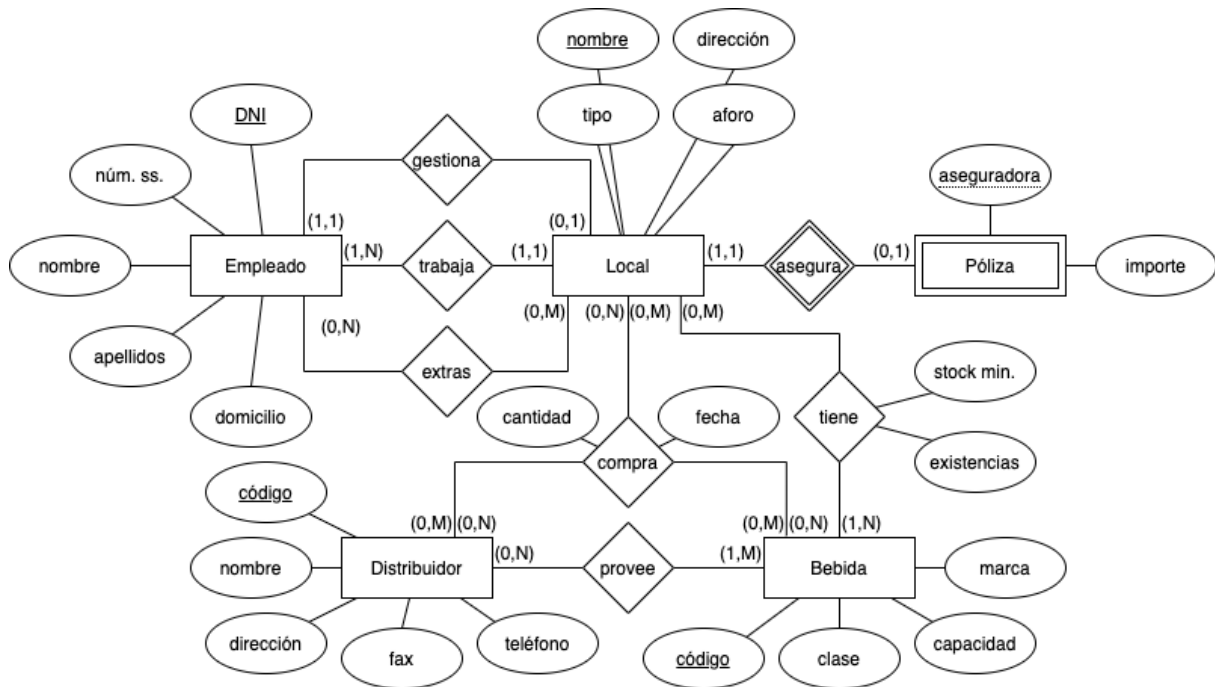 nombre
dirección
DNI
tipo
aforo
gestiona
núm. ss.
aseguradora
(1,1)
(0,1)
nombre
Empleado
(1,N)
trabaja
(1,1)
Local
(1,1)
asegura
(0,1)
Póliza
importe
(0,N)
(0,M)
(0,N)
(0,M)
(0,M)
apellidos
extras
stock min.
domicilio
cantidad
fecha
tiene
compra
existencias
código
(0,M)
(0,N)
(0,M)
(0,N)
(1,N)
(0,N)
(1,M)
nombre
Distribuidor
provee
Bebida
marca
dirección
fax
teléfono
código
clase
capacidad